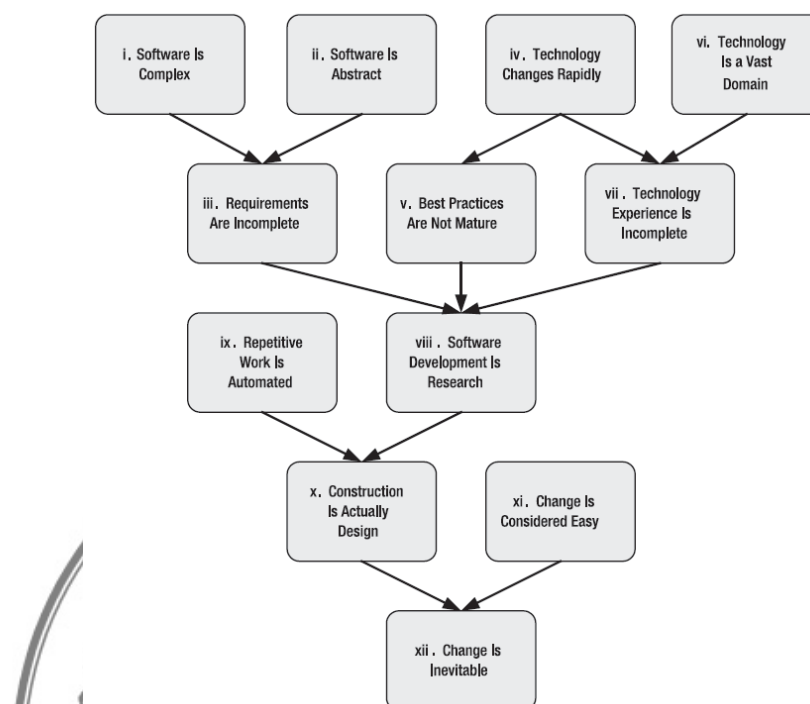 i. Software Is
Complex
ii. Software Is
Abstract
iv. Technology
Changes Rapidly
vi. Technology
Is a Vast
Domain
iii. Requirements
Are Incomplete
v. Best Practices
Are Not Mature
vii. Technology
Experience Is
Incomplete
ix. Repetitive
Work Is
Automated
viii. Software
Development Is
Research
x. Construction
Is Actually
Design
xi. Change Is
Considered Easy
xii. Change Is
Inevitable